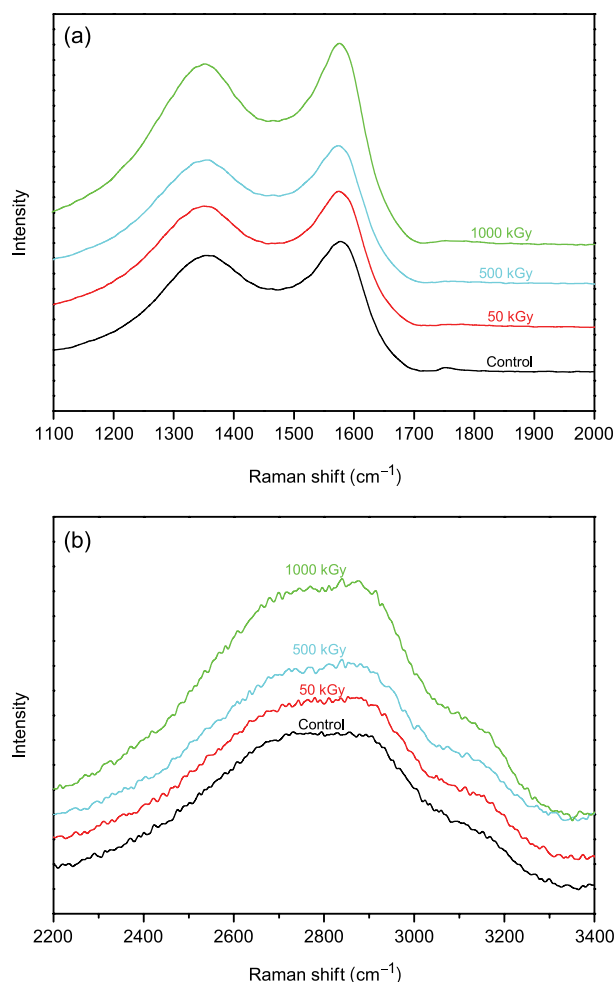 (a)
Intensity
1000 kGy
500 kGy
50 kGy
Control
1100 1200 1300 1400 1500 1600 1700 1800 1900 2000
Raman shift (cm⁻¹)
(b)
Intensity
1000 kGy
500 kGy
50 kGy
Control
2200 2400 2600 2800 3000 3200 3400
Raman shift (cm⁻¹)